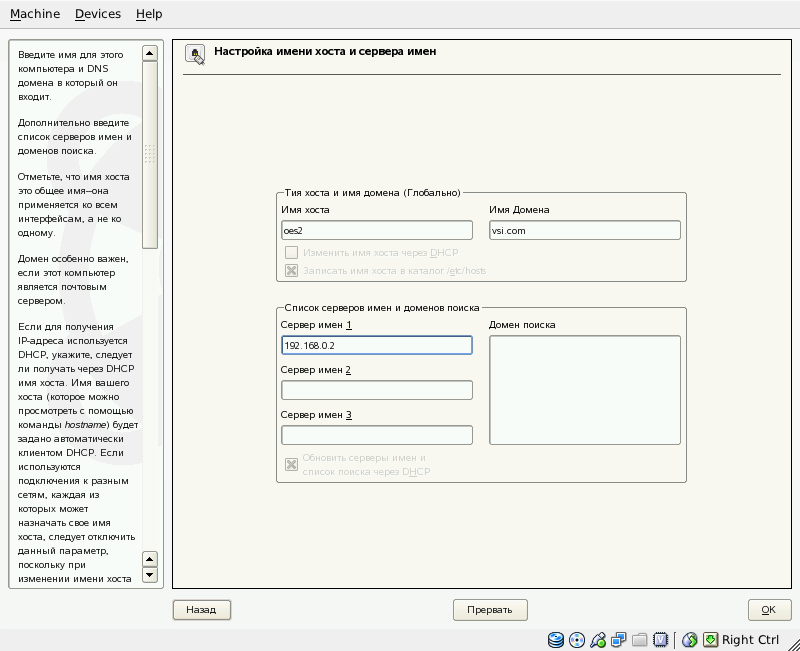 Machine Devices Help
Введите имя для этого
компьютера и DNS
домена в который он
входит.
Дополнительно введите
список серверов имен и
доменов поиска.
Отметьте, что имя хоста
это общее имя--она
применяется ко всем
интерфейсам, а не ко
одному.
Домен особенно важен,
если этот компьютер
является почтовым
сервером.
Если для получения
IP-адреса используется
DHCP, укажите, следует
ли получать через DHCP
имя хоста. Имя вашего
хоста (которое можно
просмотреть с помощью
команды hostname) будет
задано автоматически
клиентом DHCP. Если
используются
подключения к разным
сетям, каждая из
которых может
назначать свое имя
хоста, следует отключить
данный параметр,
поскольку при
изменении имени хоста
Настройка имени хоста и сервера имен
Тия хоста и имя домена (Глобально)
Имя хоста Имя Домена
oes2 vsi.com
Изменить имя хоста через DHCP
Записать имя хоста в каталог /etc/hosts
Список серверов имен и доменов поиска
Сервер имен 1 Домен поиска
192.168.0.2
Сервер имен 2
Сервер имен 3
Обновить серверы имен и
список поиска через DHCP
Назад Прервать OK
Right Ctrl